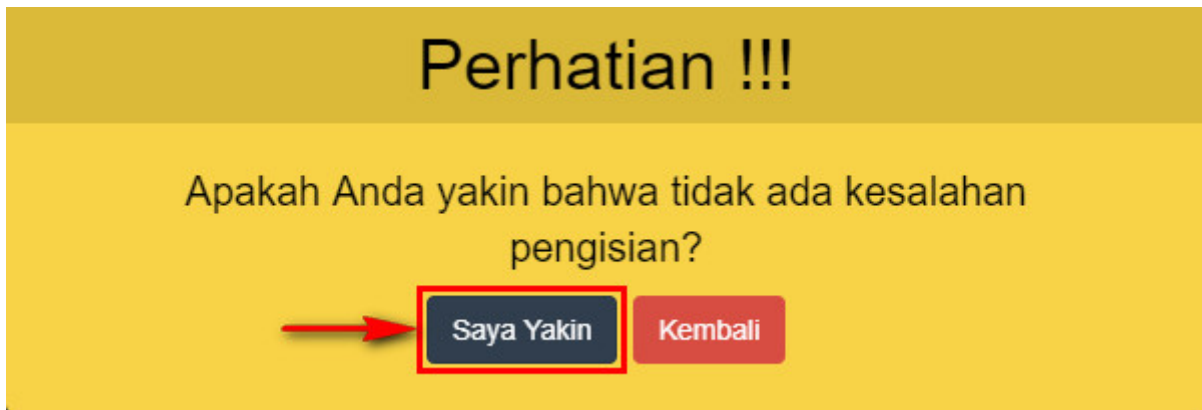 Perhatian !!!
Apakah Anda yakin bahwa tidak ada kesalahan
pengisian?
Saya Yakin
Kembali